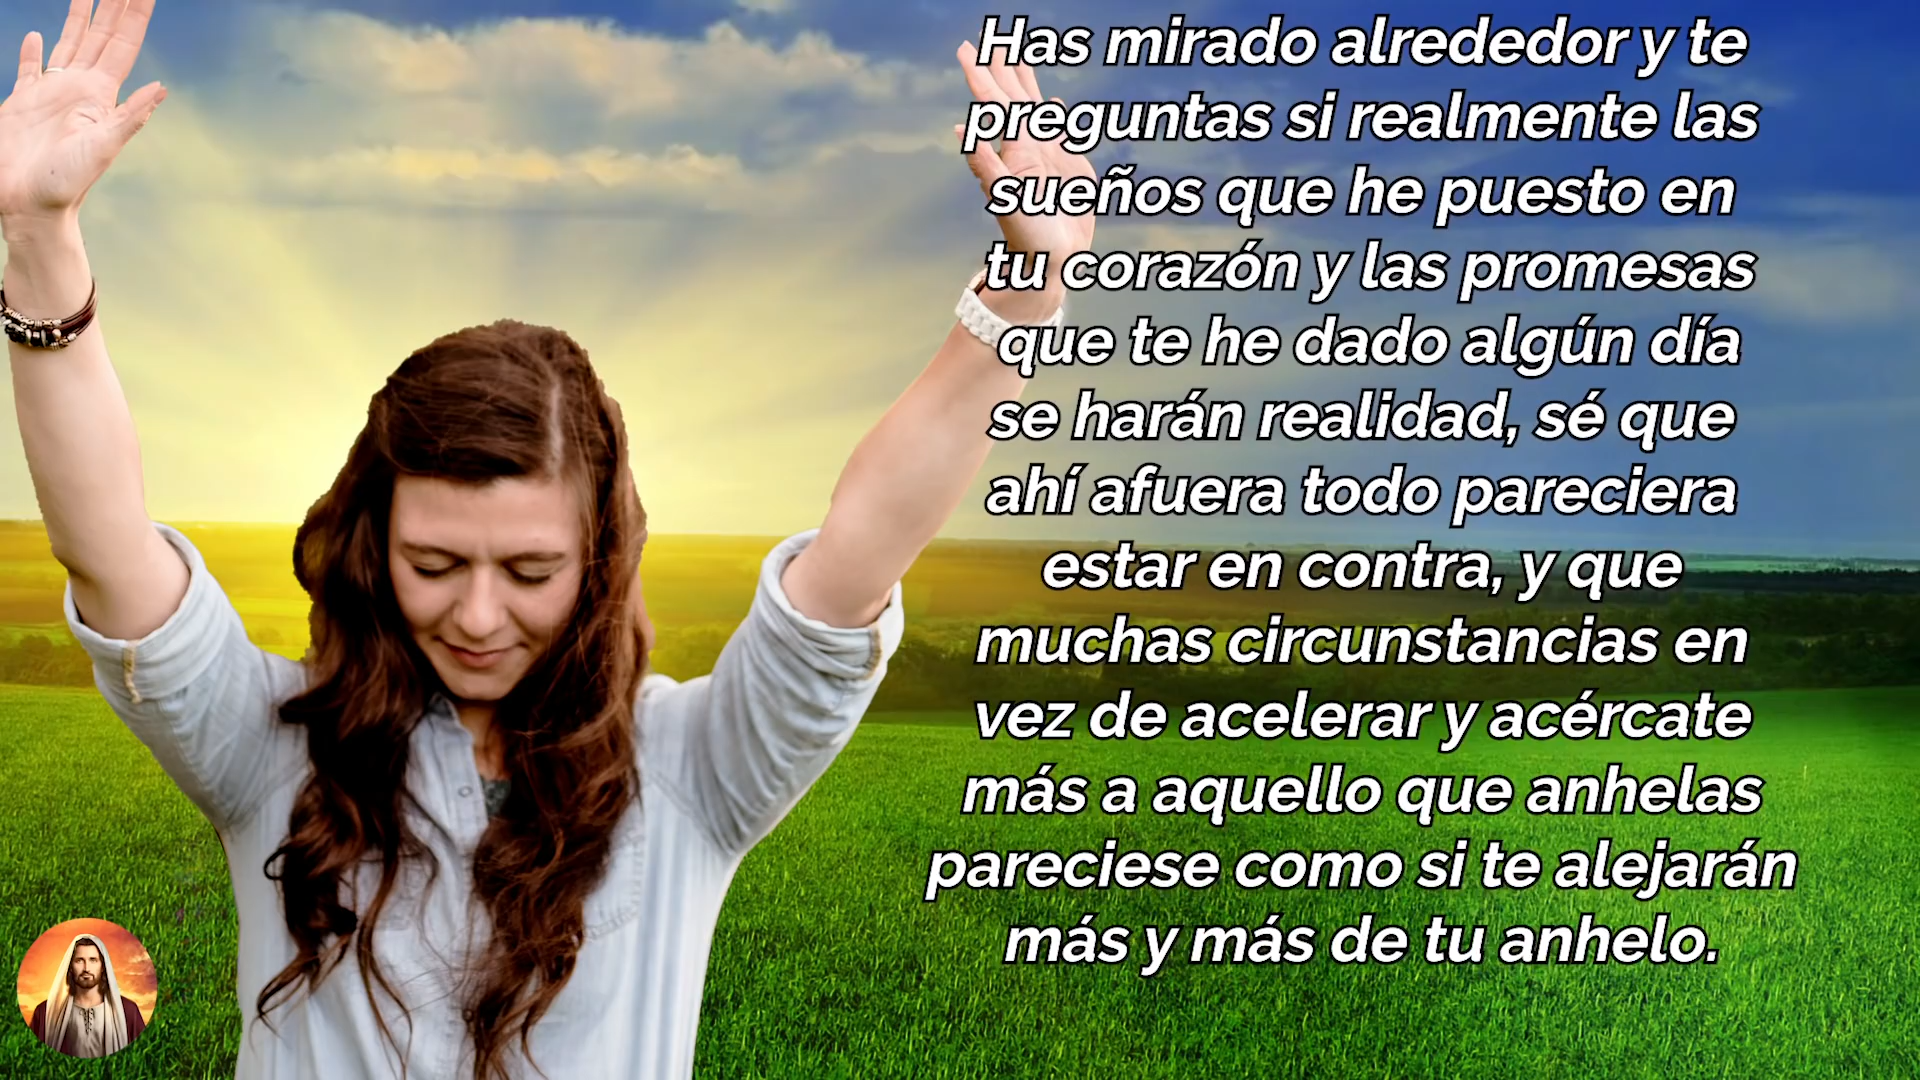 Has mirado alrededor y te
preguntas si realmente las
sueños que he puesto en
tu corazón y las promesas
que te he dado algún día
se harán realidad, sé que
ahí afuera todo pareciera
estar en contra, y que
muchas circunstancias en
vez de acelerar y acércate
más a aquello que anhelas
pareciese como si te alejarán
más y más de tu anhelo.